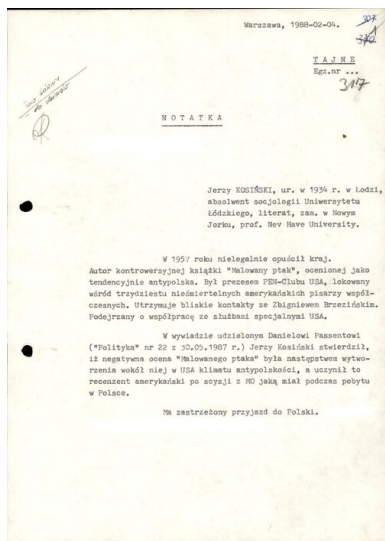 Warszawa, 1988-02-04.
T A J N E
Egz.nr ...
317
N O T A T K A
Jerzy KOSIŃSKI, ur. w 1934 r. w Łodzi,
absolwent socjologii Uniwersytetu
Łódzkiego, literat, zam. w Nowym
Jorku, prof. Nev Have University.
W 1957 roku nielegalnie opuścił kraj.
Autor kontrowersyjnej książki "Malowany ptak", ocenionej jako
tendencyjnie antypolska. Był prezesem PEN-Clubu USA, lokowany
wśród trzydziestu nieśmiertelnych amerykańskich pisarzy współ-
czesnych. Utrzymuje bliskie kontakty ze Zbigniewem Brzezińskim.
Podejrzany o współpracę ze służbami specjalnymi USA.
W wywiadzie udzielonym Danielowi Passentowi
("Polityka" nr 22 z 30.05.1987 r.) Jerzy Kosiński stwierdził,
iż negatywna ocena "Malowanego ptaka" była następstwem wytwo-
rzenia wokół niej w USA klimatu antypolskości, a uczynił to
recenzent amerykański po scysji z MO jaką miał podczas pobytu
w Polsce.
Ma zastrzeżony przyjazd do Polski.